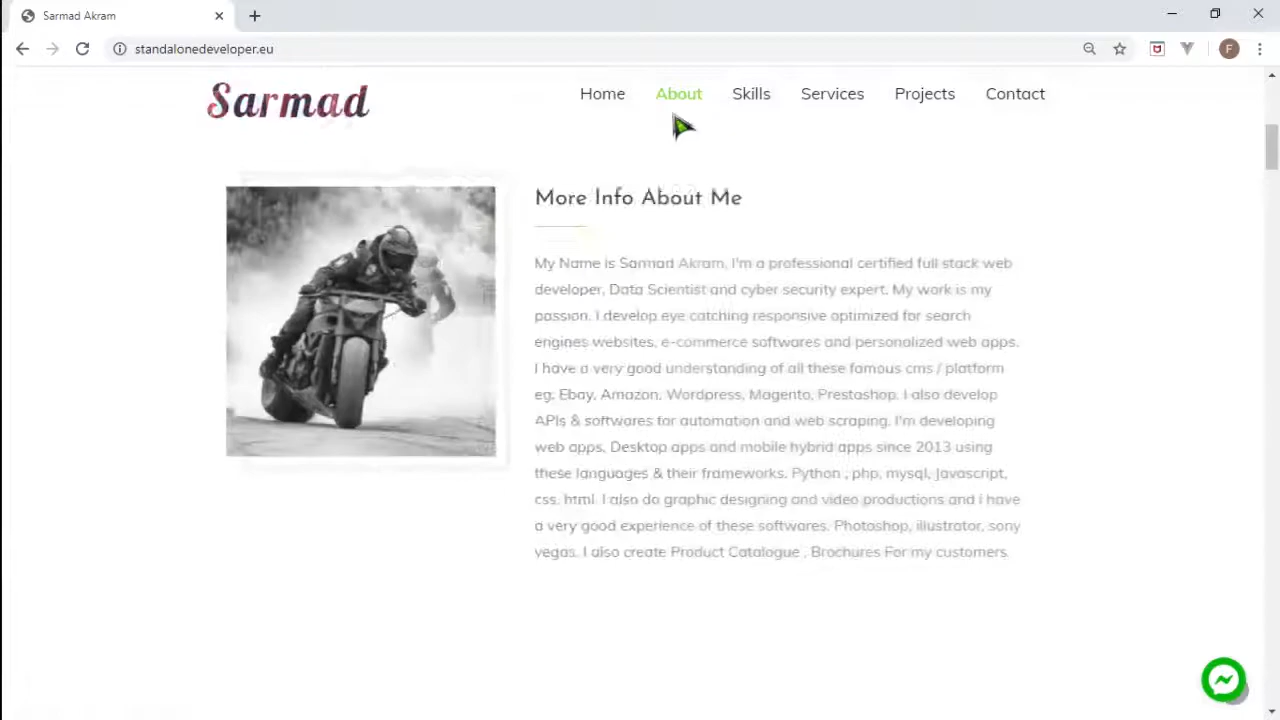 Sarmad Akram
standalonedeveloper.eu
F
Sarmad
Home About Skills Services Projects Contact
More Info About Me
My Name is Sarmad Akram, I'm a professional certified full stack web
developer, Data Scientist and cyber security expert. My work is my
passion. I develop eye catching responsive optimized for search
engines websites, e-commerce softwares and personalized web apps.
I have a very good understanding of all these famous cms / platform
eg. Ebay, Amazon, Wordpress, Magento, Prestashop. I also develop
APIs & softwares for automation and web scraping. I'm developing
web apps, Desktop apps and mobile hybrid apps since 2013 using
these languages & their frameworks. Python , php, mysql, Javascript,
css, html. I also do graphic designing and video productions and i have
a very good experience of these softwares. Photoshop, illustrator, sony
vegas. I also create Product Catalogue , Brochures For my customers.